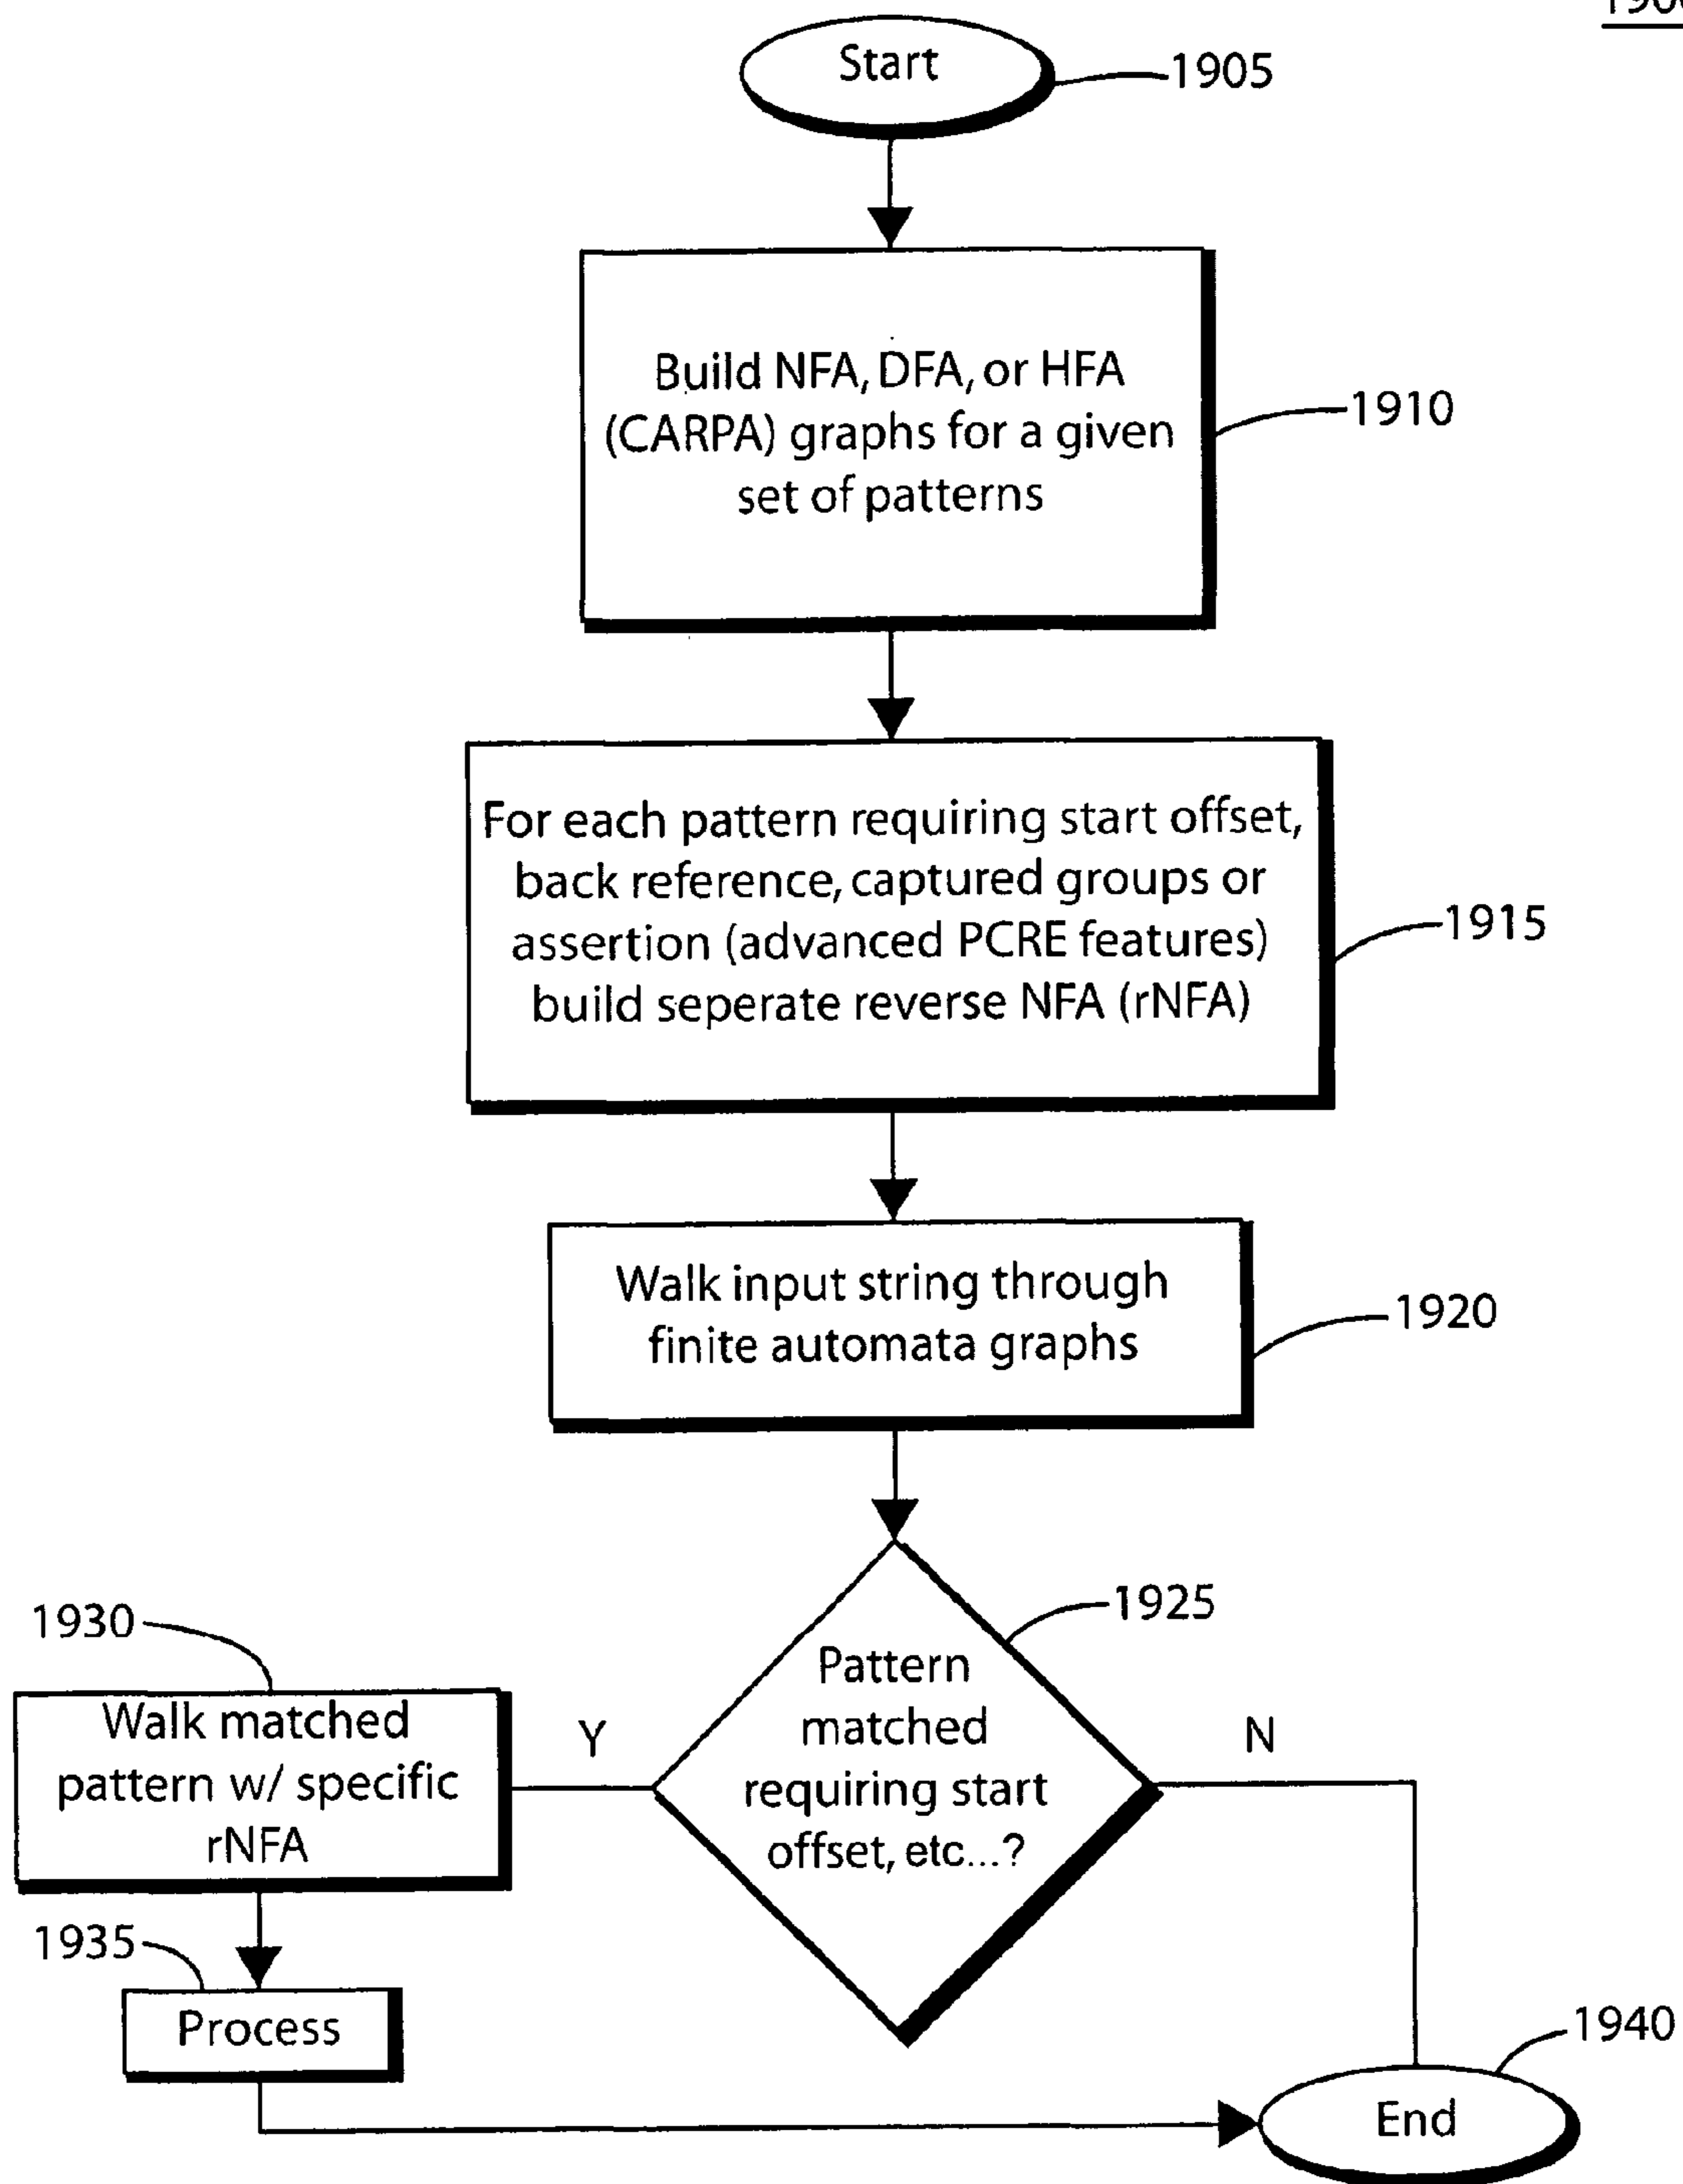 Start
1905
Build NFA, DFA, or HFA
(CARPA) graphs for a given
set of patterns
1910
For each pattern requiring start offset,
back reference, captured groups or
assertion (advanced PCRE features)
build seperate reverse NFA (rNFA)
1915
Walk input string through
finite automata graphs
1920
1925
Pattern
matched
requiring start
offset, etc...?
Y
N
1930
Walk matched
pattern w/ specific
rNFA
1935
Process
1940
End